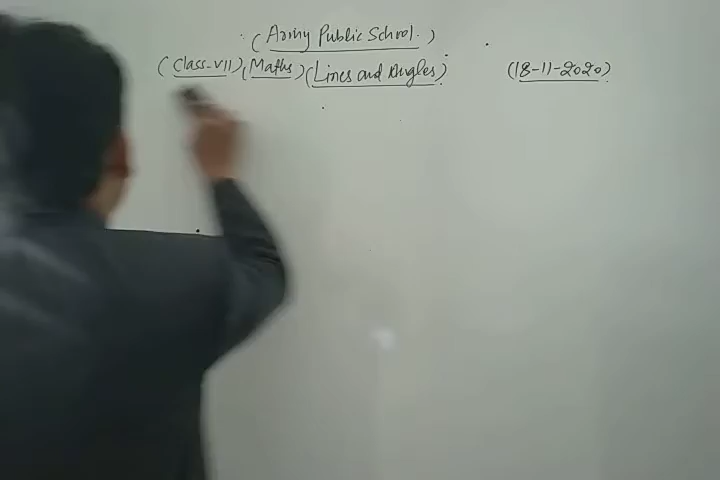 (Army Public School.)
(Class-VII) (Maths) (Lines and Angles) (18-11-2020)